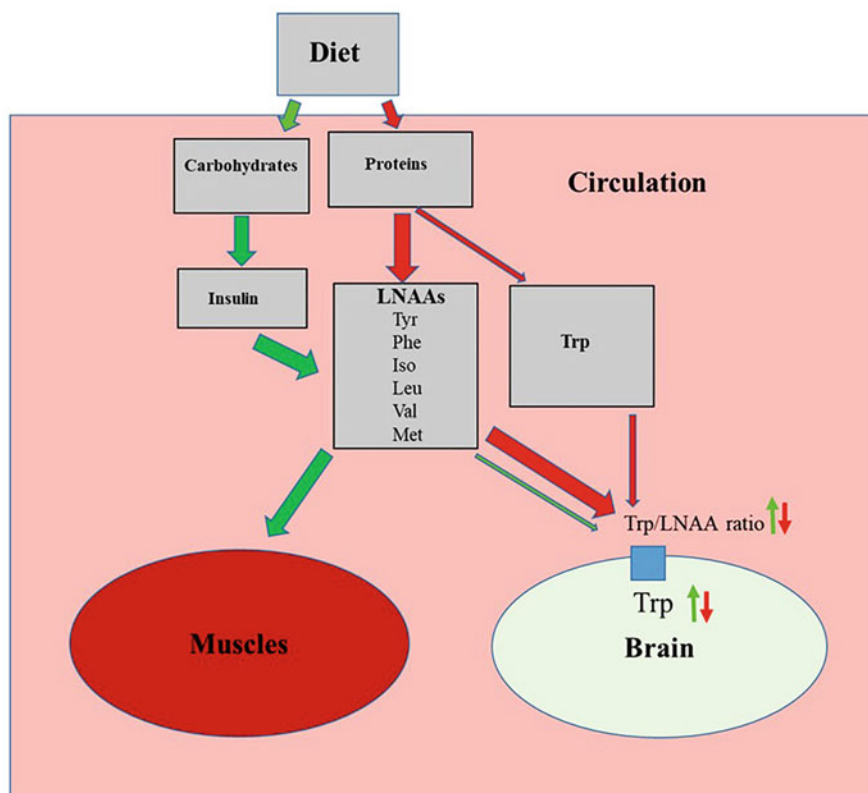 Diet
Carbohydrates
Proteins
Circulation
Insulin
LNAAs
Tyr
Phe
Iso
Leu
Val
Met
Trp
Trp/LNAA ratio
Trp
Muscles
Brain